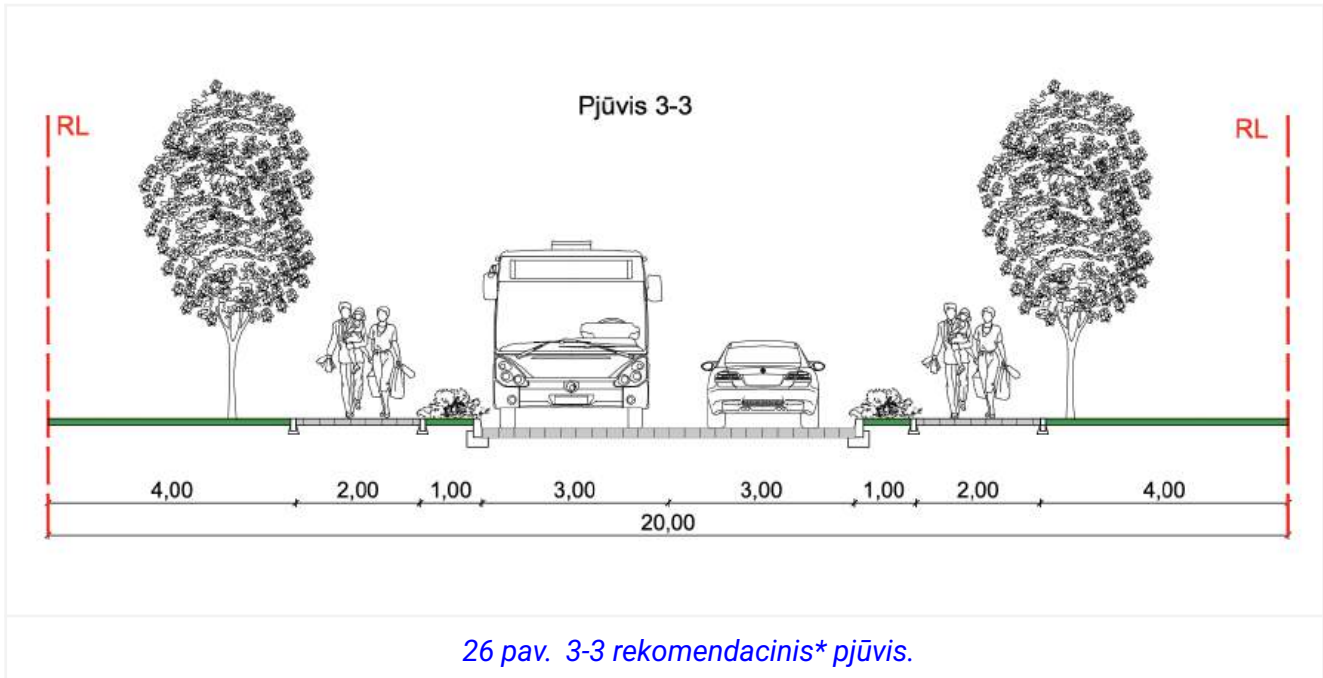 Pjūvis 3-3
RL
RL
4,00 2,00 1,00 3,00 3,00 1,00 2,00 4,00
20,00
26 pav. 3-3 rekomendacinis* pjūvis.